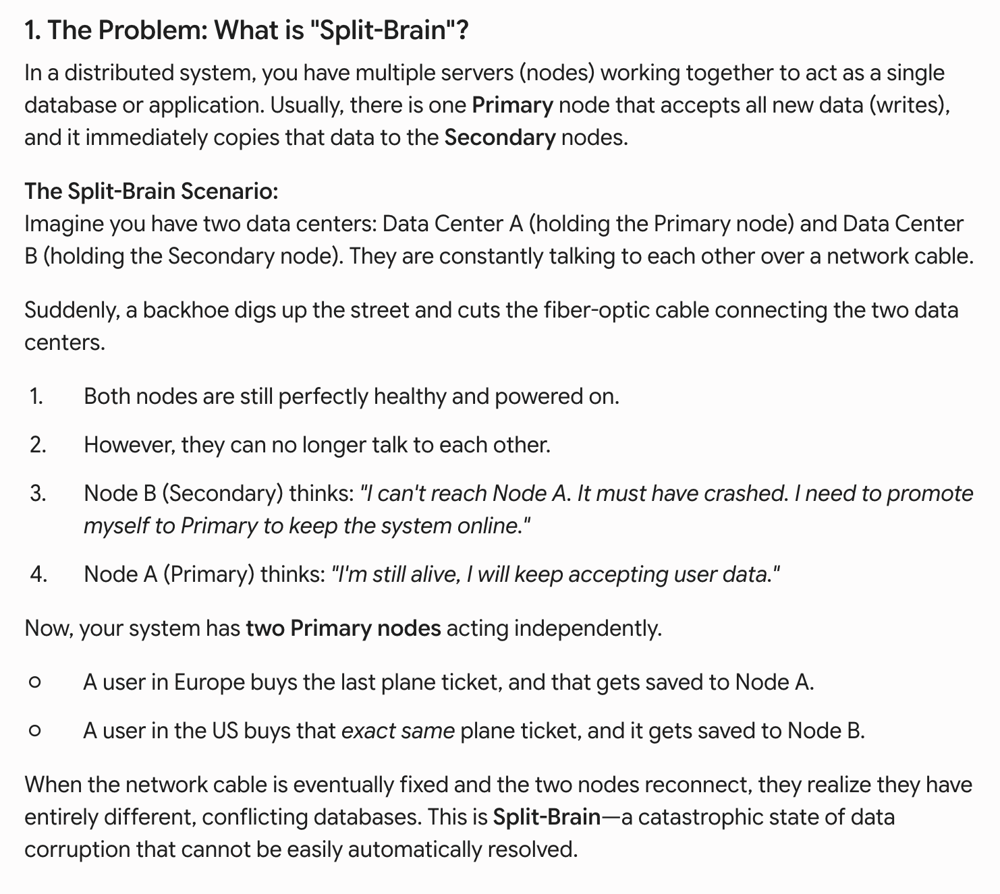 1. The Problem: What is "Split-Brain"?
In a distributed system, you have multiple servers (nodes) working together to act as a single
database or application. Usually, there is one Primary node that accepts all new data (writes),
and it immediately copies that data to the Secondary nodes.
The Split-Brain Scenario:
Imagine you have two data centers: Data Center A (holding the Primary node) and Data Center
B (holding the Secondary node). They are constantly talking to each other over a network cable.
Suddenly, a backhoe digs up the street and cuts the fiber-optic cable connecting the two data
centers.
1. Both nodes are still perfectly healthy and powered on.
2. However, they can no longer talk to each other.
3. Node B (Secondary) thinks: "I can't reach Node A. It must have crashed. I need to promote
myself to Primary to keep the system online."
4. Node A (Primary) thinks: "I'm still alive, I will keep accepting user data."
Now, your system has two Primary nodes acting independently.
○ A user in Europe buys the last plane ticket, and that gets saved to Node A.
○ A user in the US buys that exact same plane ticket, and it gets saved to Node B.
When the network cable is eventually fixed and the two nodes reconnect, they realize they have
entirely different, conflicting databases. This is Split-Brain—a catastrophic state of data
corruption that cannot be easily automatically resolved.